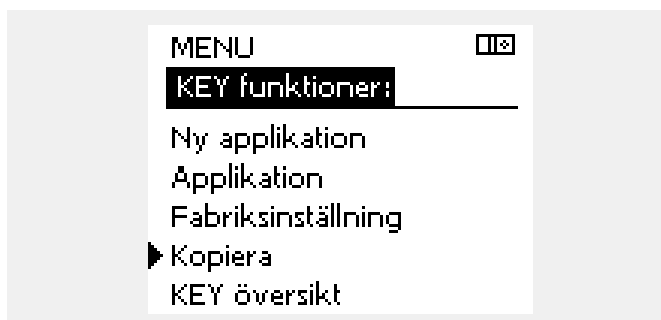 MENU
KEY funktioner:
Ny applikation
Applikation
Fabriksinställning
Kopiera
KEY översikt